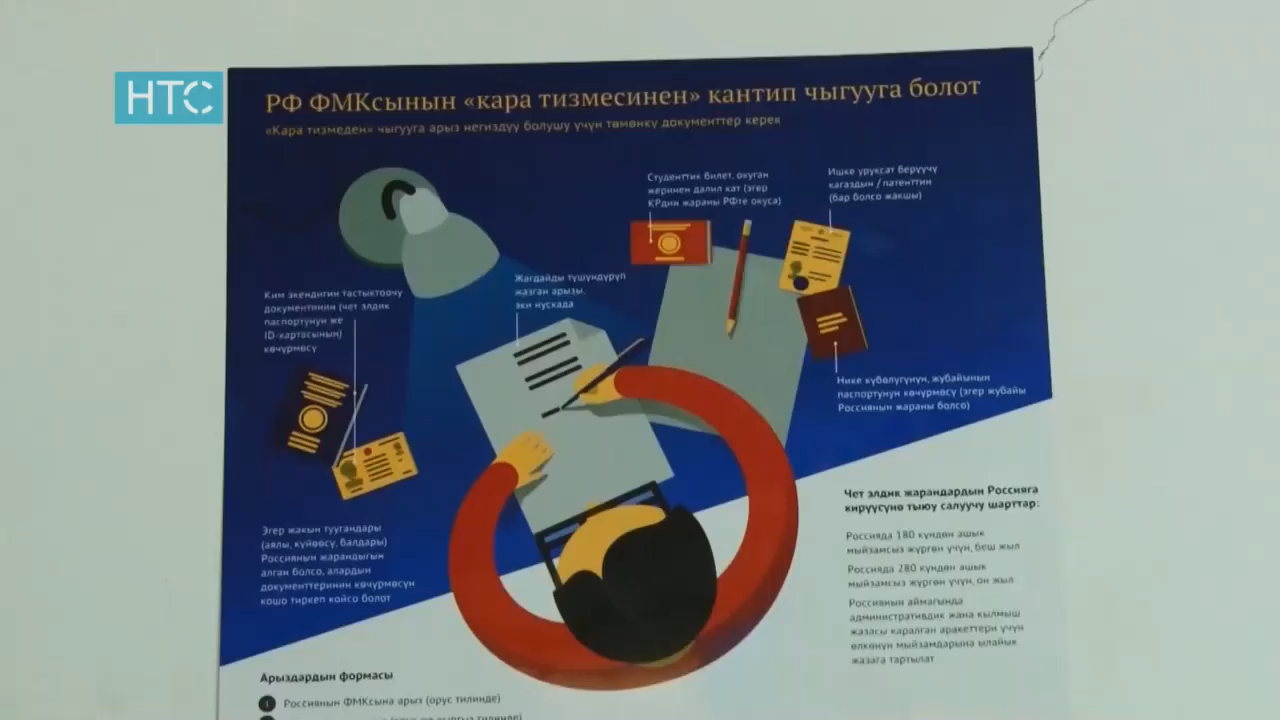 НТС
РФ ФМКсынын «кара тизмесинен» кантип чыгууга болот
«Кара тизмеден» чыгууга арыз негиздүү болушу үчүн төмөнкү документтер керек
Студенттик билет, окуган
жеринен далил кат (эгер
КРдин жараны РФте окуса)
Ишке уруксат берүүчү
кагаздын / патенттин
(бар болсо жакшы)
Жагдайды түшүндүрүп
жазган арызы,
эки нускада
Ким экендигин тастыктоочу
документинин (чет элдик
паспортунун же
ID-картасынын)
көчүрмөсү
Нике күбөлүгүнүн, жубайынын
паспортунун көчүрмөсү (эгер жубайы
Россиянын жараны болсо)
Эгер жакын туугандары
(аялы, күйөөсү, балдары)
Россиянын жарандыгын
алган болсо, алардын
документтеринин көчүрмөсүн
кошо тиркеп койсо болот
Чет элдик жарандардын Россияга
кирүүсүнө тыюу салуучу шарттар:
Россияда 180 күндөн ашык
мыйзамсыз жүргөн үчүн, беш жыл
Россияда 280 күндөн ашык
мыйзамсыз жүргөн үчүн, он жыл
Россиянын аймагында
административдик жана кылмыш
жазасы каралган аракеттери үчүн
өлкөнүн мыйзамдарына ылайык
жазага тартылат
Арыздардын формасы
1 Россиянын ФМКсына арыз (орус тилинде)